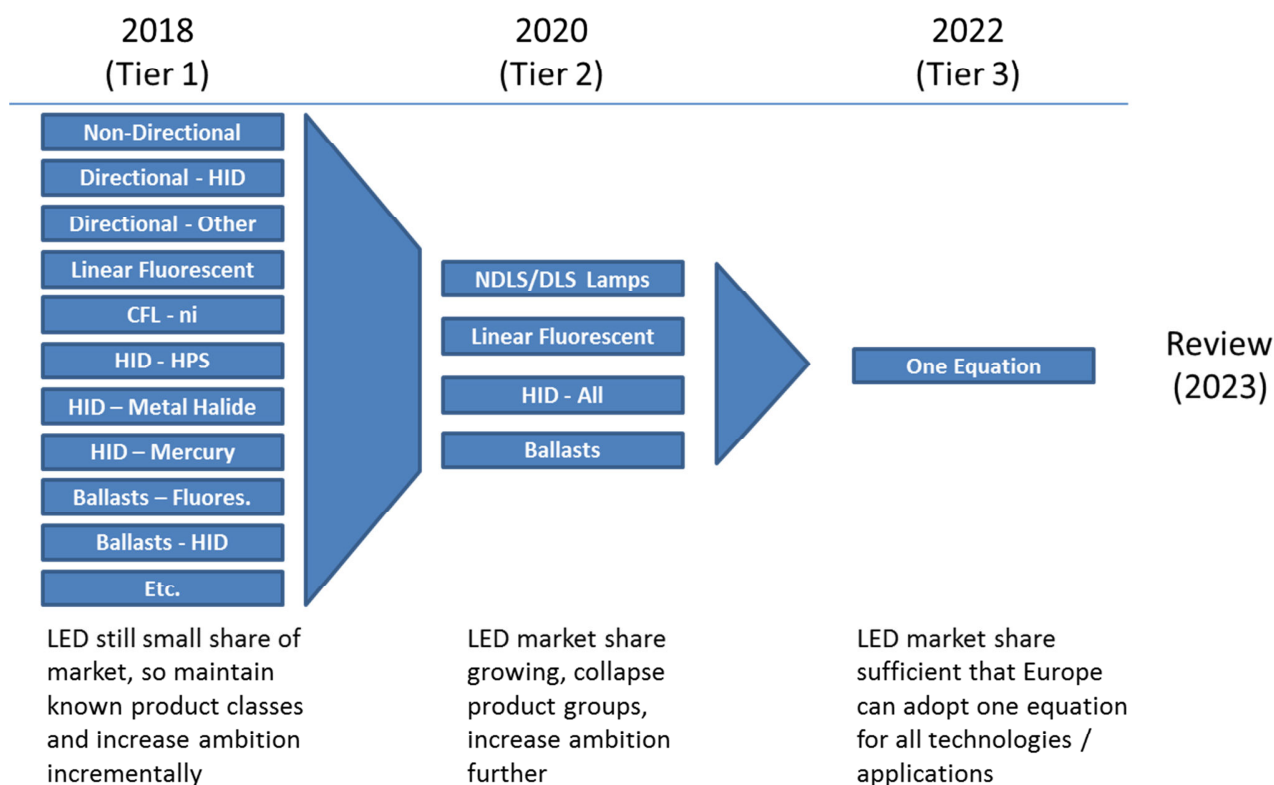 2018
(Tier 1)
2020
(Tier 2)
2022
(Tier 3)
Non-Directional
Directional - HID
Directional - Other
Linear Fluorescent
CFL - ni
HID - HPS
HID – Metal Halide
HID – Mercury
Ballasts – Fluores.
Ballasts - HID
Etc.
NDLS/DLS Lamps
Linear Fluorescent
HID - All
Ballasts
One Equation
Review
(2023)
LED still small share of
market, so maintain
known product classes
and increase ambition
incrementally
LED market share
growing, collapse
product groups,
increase ambition
further
LED market share
sufficient that Europe
can adopt one equation
for all technologies /
applications